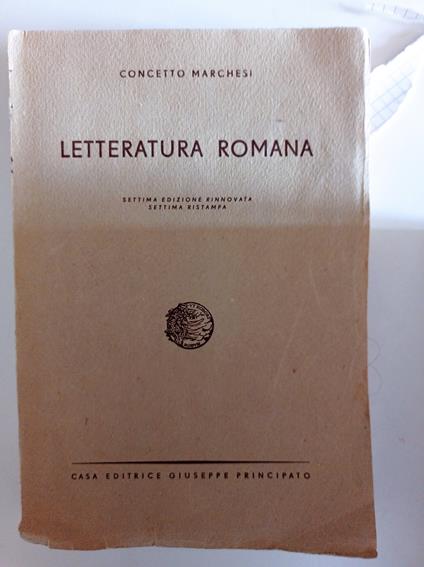 CONCETTO MARCHESI
LETTERATURA ROMANA
SETTIMA EDIZIONE RINNOVATA
SETTIMA RISTAMPA
CASA EDITRICE GIUSEPPE PRINCIPATO